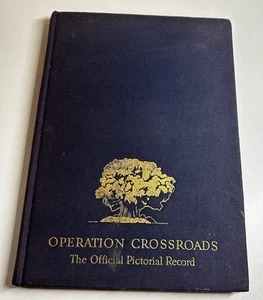 OPERATION CROSSROADS
The Official Pictorial Record